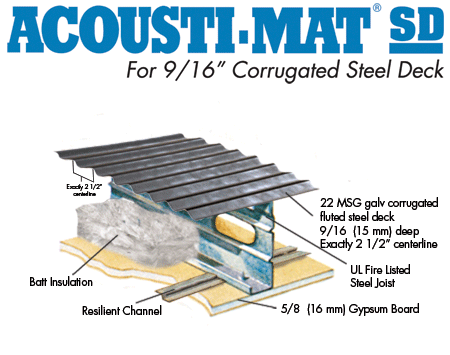 ACOUSTI-MAT® SD
For 9/16" Corrugated Steel Deck
Exactly 2 1/2"
centerline
22 MSG galv corrugated
fluted steel deck
9/16 (15 mm) deep
Exactly 2 1/2" centerline
UL Fire Listed
Steel Joist
Batt Insulation
Resilient Channel
5/8 (16 mm) Gypsum Board